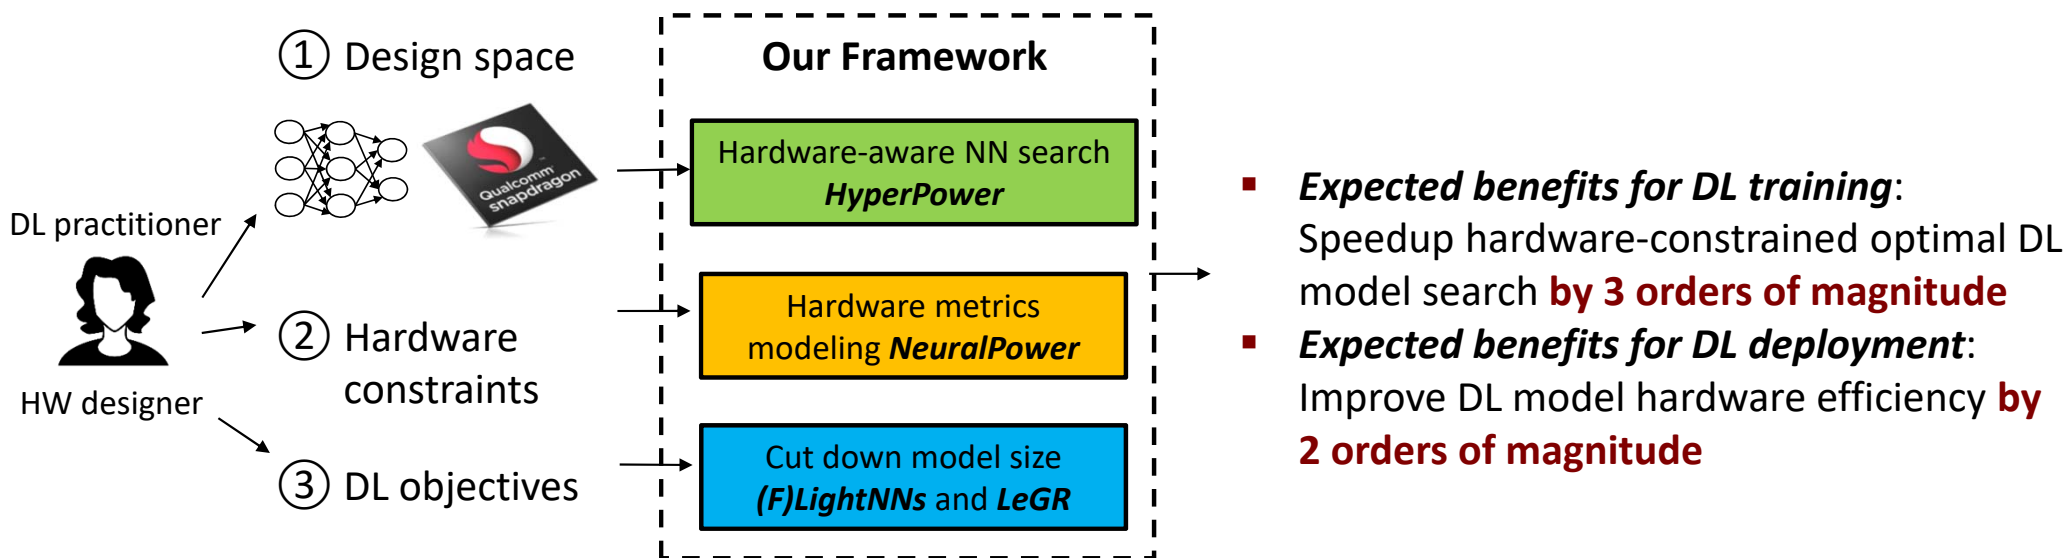 ① Design space
Qualcomm
snapdragon
DL practitioner
HW designer
② Hardware
constraints
③ DL objectives
Our Framework
Hardware-aware NN search
HyperPower
Hardware metrics
modeling NeuralPower
Cut down model size
(F)LightNNs and LeGR
▪ Expected benefits for DL training:
Speedup hardware-constrained optimal DL
model search by 3 orders of magnitude
▪ Expected benefits for DL deployment:
Improve DL model hardware efficiency by
2 orders of magnitude